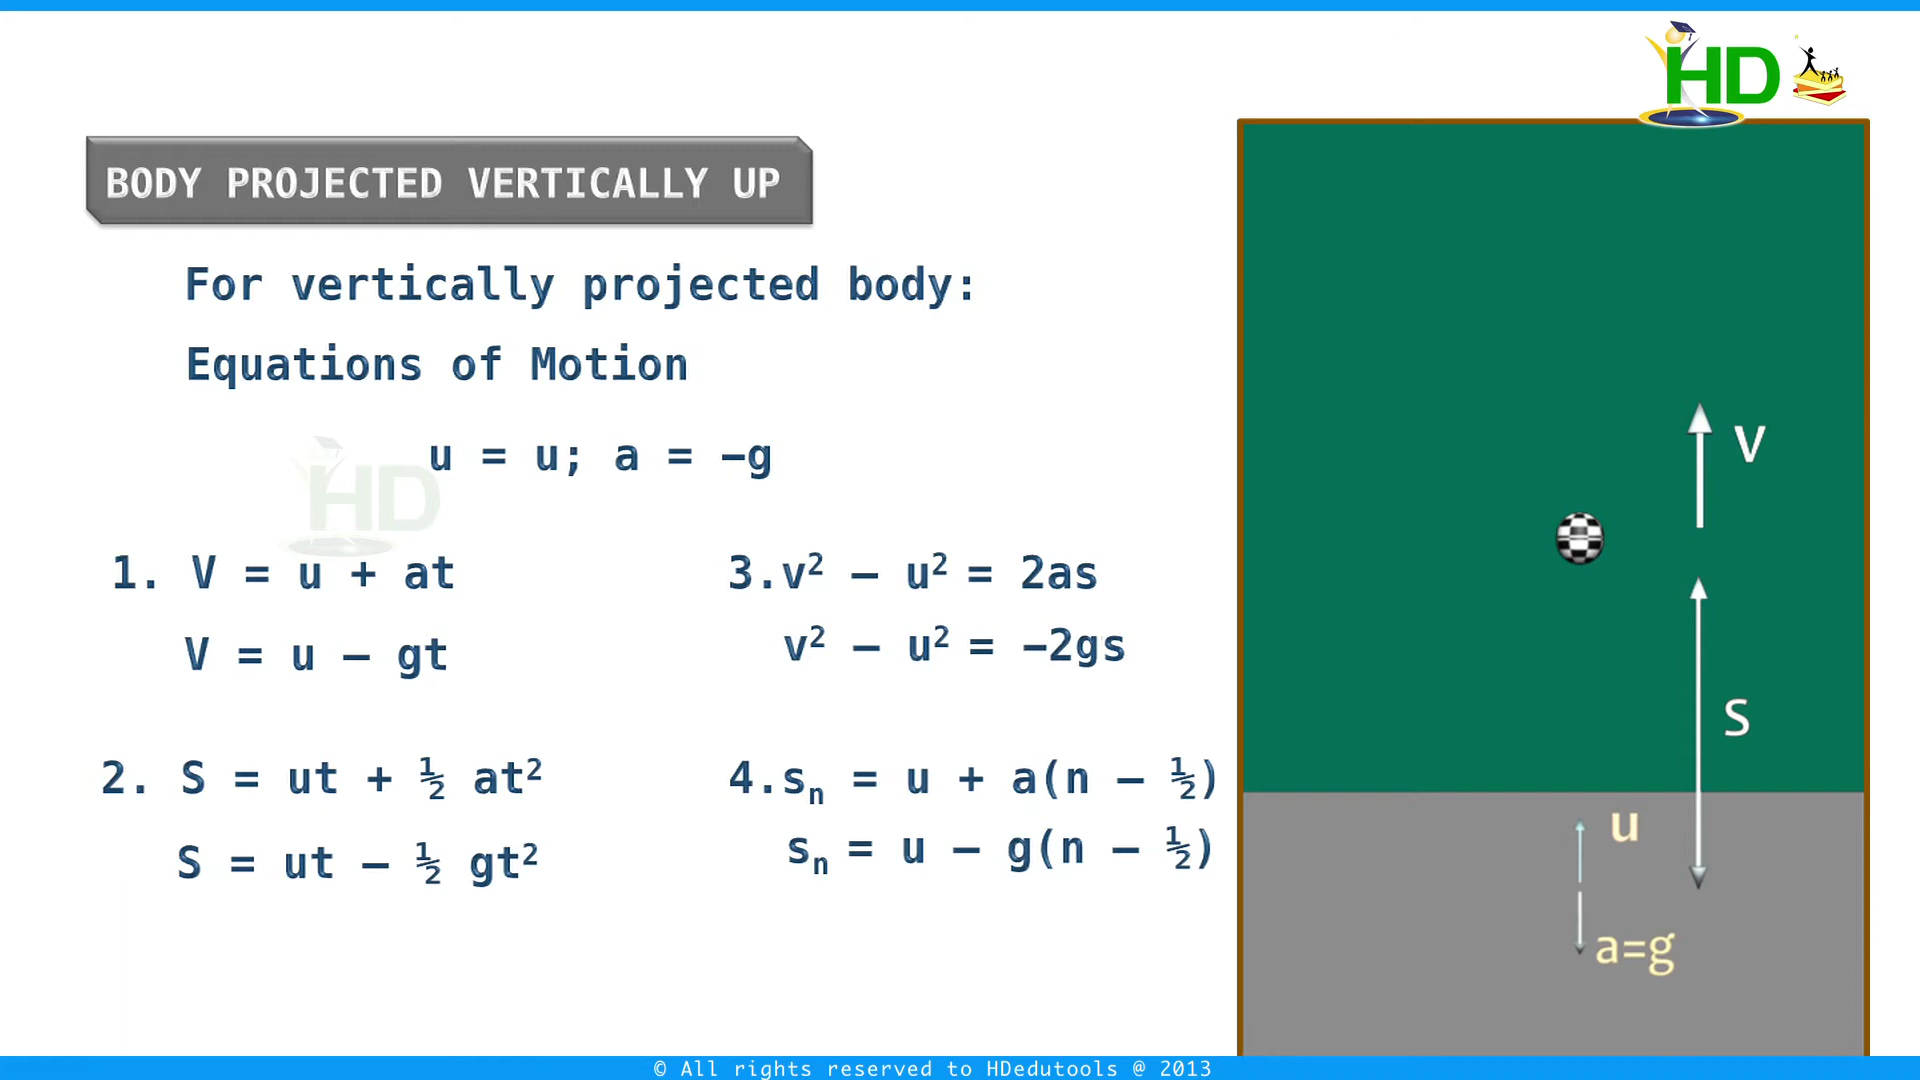 HD
BODY PROJECTED VERTICALLY UP
For vertically projected body:
Equations of Motion
u = u; a = –g
HD
1. V = u + at
V = u – gt
2. S = ut + ½ at²
S = ut – ½ gt²
3.v² – u² = 2as
v² – u² = –2gs
4.sₙ = u + a(n – ½)
sₙ = u – g(n – ½)
V
S
u
a=g
© All rights reserved to HDedutools @ 2013